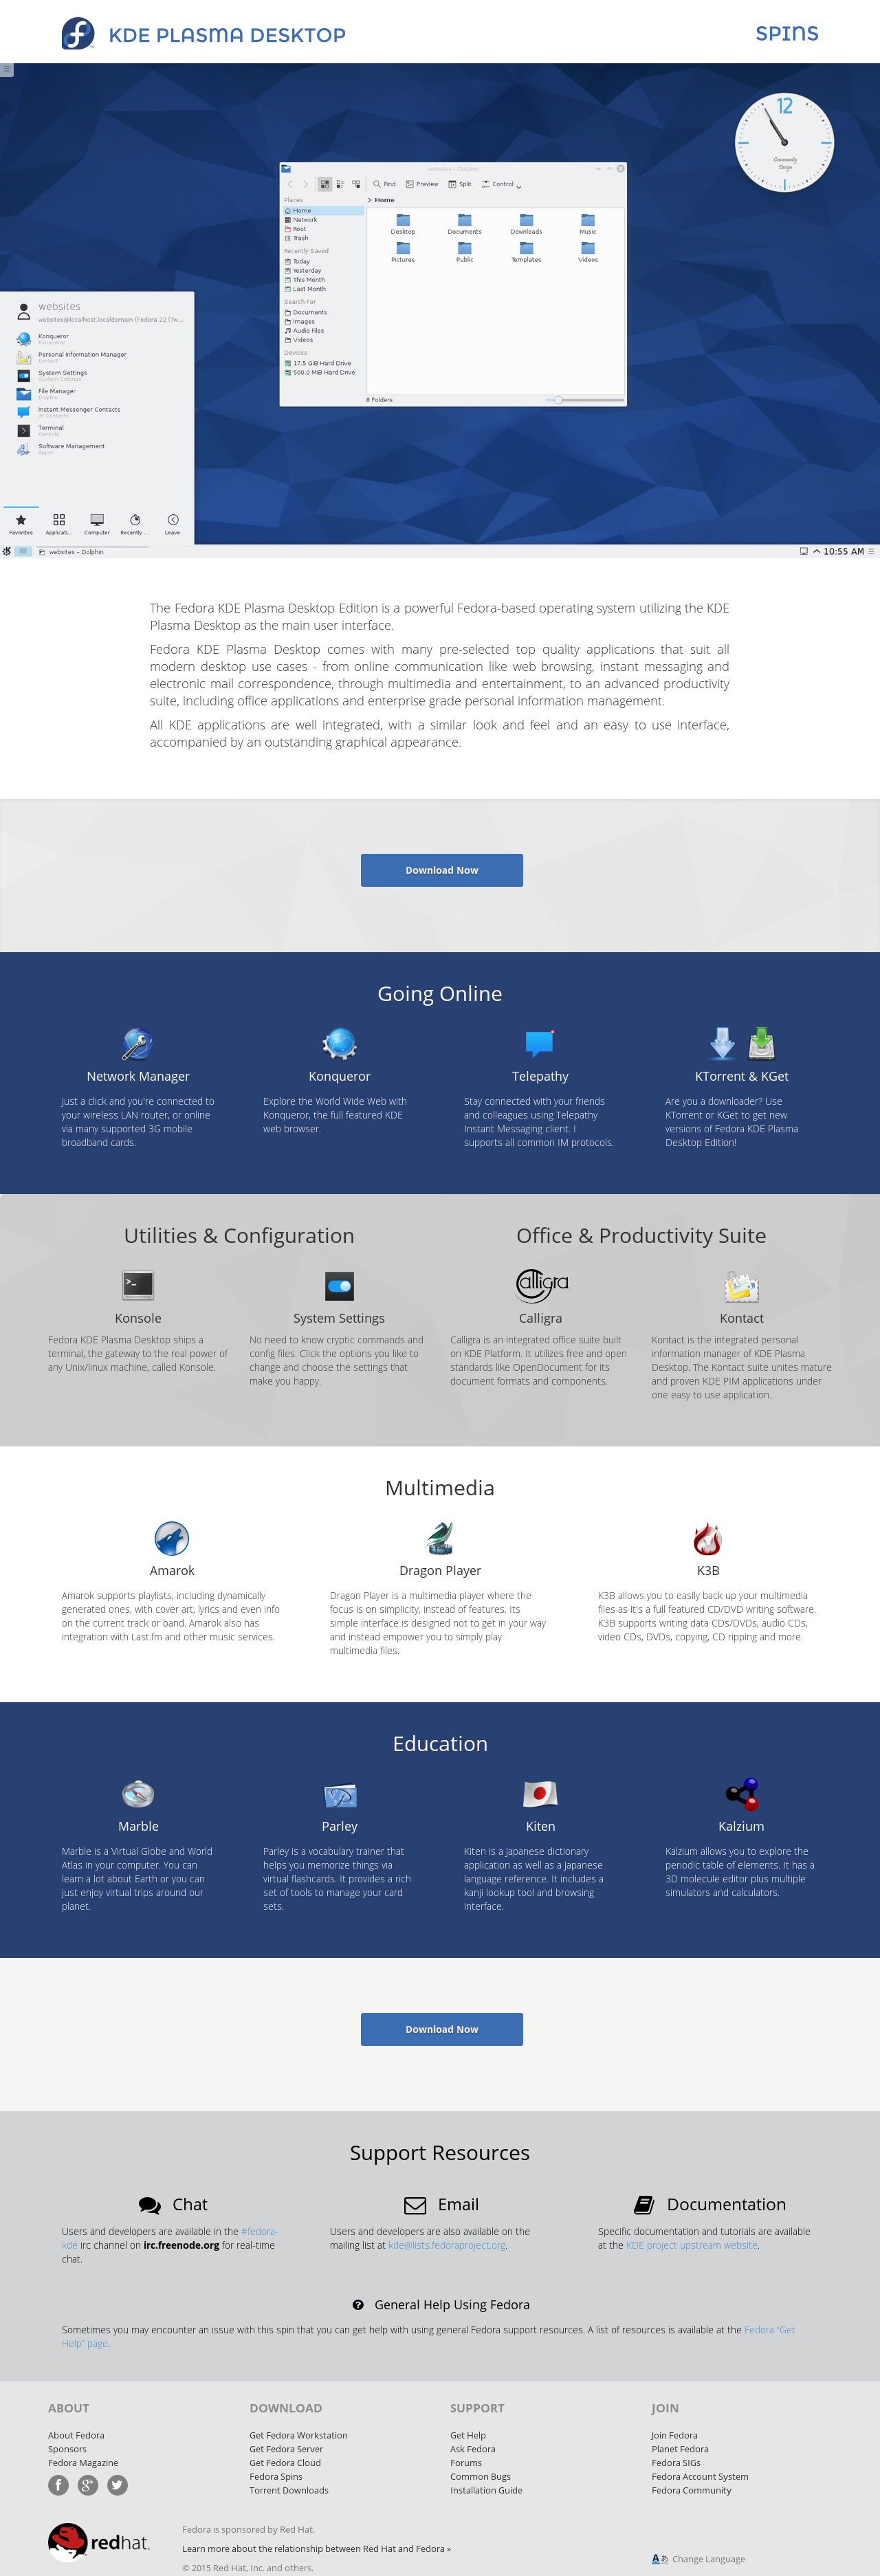 KDE PLASMA DESKTOP
SPINS
12
Community
Design
websites – Dolphin
Find
Preview
Split
Control
Places
Home
Home
Network
Root
Trash
Recently Saved
Today
Yesterday
This Month
Last Month
Search For
Documents
Images
Audio Files
Videos
Devices
17.5 GiB Hard Drive
500.0 MiB Hard Drive
Desktop
Documents
Downloads
Music
Pictures
Public
Templates
Videos
8 Folders
websites
websites@localhost.localdomain (Fedora 22 (Tw...
Konqueror
Konqueror
Personal Information Manager
Kontact
System Settings
System Settings
File Manager
Dolphin
Instant Messenger Contacts
IM Contacts
Terminal
Konsole
Software Management
Apper
Favorites
Applicati...
Computer
Recently ...
Leave
websites – Dolphin
10:55 AM
The Fedora KDE Plasma Desktop Edition is a powerful Fedora-based operating system utilizing the KDE
Plasma Desktop as the main user interface.
Fedora KDE Plasma Desktop comes with many pre-selected top quality applications that suit all
modern desktop use cases - from online communication like web browsing, instant messaging and
electronic mail correspondence, through multimedia and entertainment, to an advanced productivity
suite, including office applications and enterprise grade personal information management.
All KDE applications are well integrated, with a similar look and feel and an easy to use interface,
accompanied by an outstanding graphical appearance.
Download Now
Going Online
Network Manager
Just a click and you're connected to
your wireless LAN router, or online
via many supported 3G mobile
broadband cards.
Konqueror
Explore the World Wide Web with
Konqueror, the full featured KDE
web browser.
Telepathy
Stay connected with your friends
and colleagues using Telepathy
Instant Messaging client. I
supports all common IM protocols.
KTorrent & KGet
Are you a downloader? Use
KTorrent or KGet to get new
versions of Fedora KDE Plasma
Desktop Edition!
Utilities & Configuration
Konsole
Fedora KDE Plasma Desktop ships a
terminal, the gateway to the real power of
any Unix/linux machine, called Konsole.
System Settings
No need to know cryptic commands and
config files. Click the options you like to
change and choose the settings that
make you happy.
Office & Productivity Suite
Calligra
Calligra
Calligra is an integrated office suite built
on KDE Platform. It utilizes free and open
standards like OpenDocument for its
document formats and components.
Kontact
Kontact is the integrated personal
information manager of KDE Plasma
Desktop. The Kontact suite unites mature
and proven KDE PIM applications under
one easy to use application.
Multimedia
Amarok
Amarok supports playlists, including dynamically
generated ones, with cover art, lyrics and even info
on the current track or band. Amarok also has
integration with Last.fm and other music services.
Dragon Player
Dragon Player is a multimedia player where the
focus is on simplicity, instead of features. Its
simple interface is designed not to get in your way
and instead empower you to simply play
multimedia files.
K3B
K3B allows you to easily back up your multimedia
files as it's a full featured CD/DVD writing software.
K3B supports writing data CDs/DVDs, audio CDs,
video CDs, DVDs, copying, CD ripping and more.
Education
Marble
Marble is a Virtual Globe and World
Atlas in your computer. You can
learn a lot about Earth or you can
just enjoy virtual trips around our
planet.
Parley
Parley is a vocabulary trainer that
helps you memorize things via
virtual flashcards. It provides a rich
set of tools to manage your card
sets.
Kiten
Kiten is a Japanese dictionary
application as well as a Japanese
language reference. It includes a
kanji lookup tool and browsing
interface.
Kalzium
Kalzium allows you to explore the
periodic table of elements. It has a
3D molecule editor plus multiple
simulators and calculators.
Download Now
Support Resources
Chat
Users and developers are available in the #fedora-
kde irc channel on irc.freenode.org for real-time
chat.
Email
Users and developers are also available on the
mailing list at kde@lists.fedoraproject.org.
Documentation
Specific documentation and tutorials are available
at the KDE project upstream website.
General Help Using Fedora
Sometimes you may encounter an issue with this spin that you can get help with using general Fedora support resources. A list of resources is available at the Fedora “Get
Help” page.
ABOUT
About Fedora
Sponsors
Fedora Magazine
DOWNLOAD
Get Fedora Workstation
Get Fedora Server
Get Fedora Cloud
Fedora Spins
Torrent Downloads
SUPPORT
Get Help
Ask Fedora
Forums
Common Bugs
Installation Guide
JOIN
Join Fedora
Planet Fedora
Fedora SIGs
Fedora Account System
Fedora Community
redhat.
Fedora is sponsored by Red Hat.
Learn more about the relationship between Red Hat and Fedora »
© 2015 Red Hat, Inc. and others.
Change Language